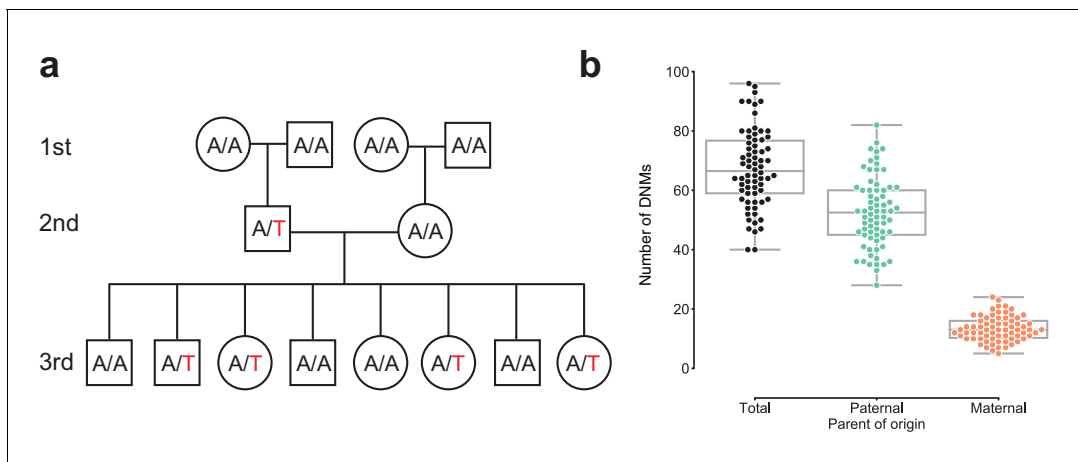 a
1st
A/A A/A A/A A/A
2nd
A/T A/A
3rd
A/A A/T A/T A/A A/A A/T A/A A/T
b
Number of DNMs
100
80
60
40
20
0
Total Paternal Maternal
Parent of origin